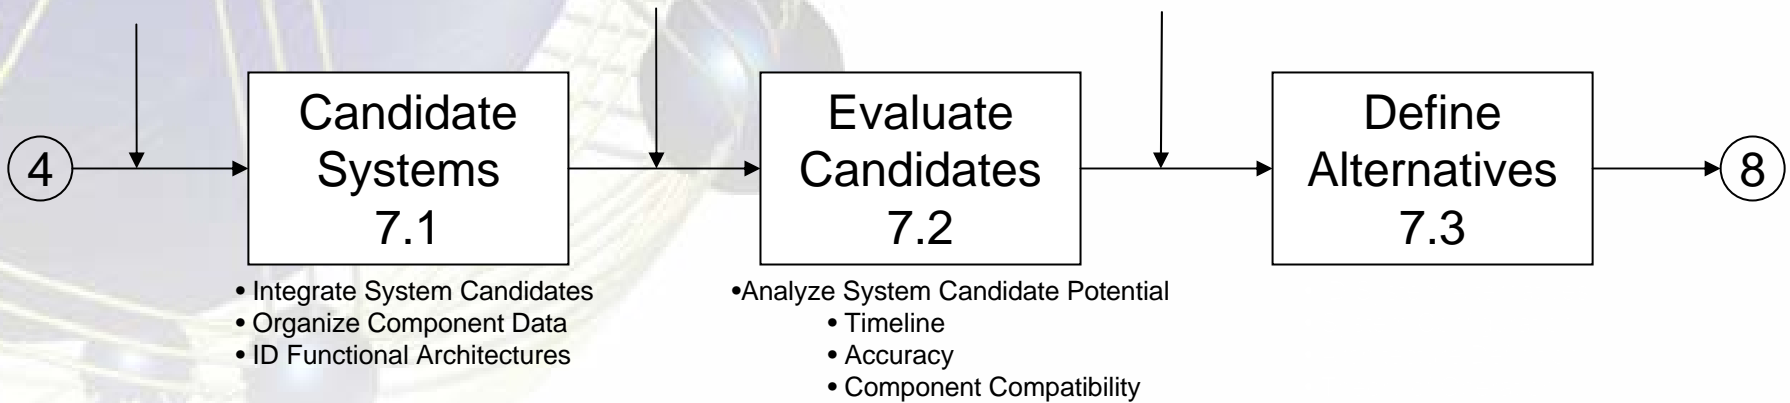 4
Candidate
Systems
7.1
Evaluate
Candidates
7.2
Define
Alternatives
7.3
8
• Integrate System Candidates
• Organize Component Data
• ID Functional Architectures
•Analyze System Candidate Potential
• Timeline
• Accuracy
• Component Compatibility